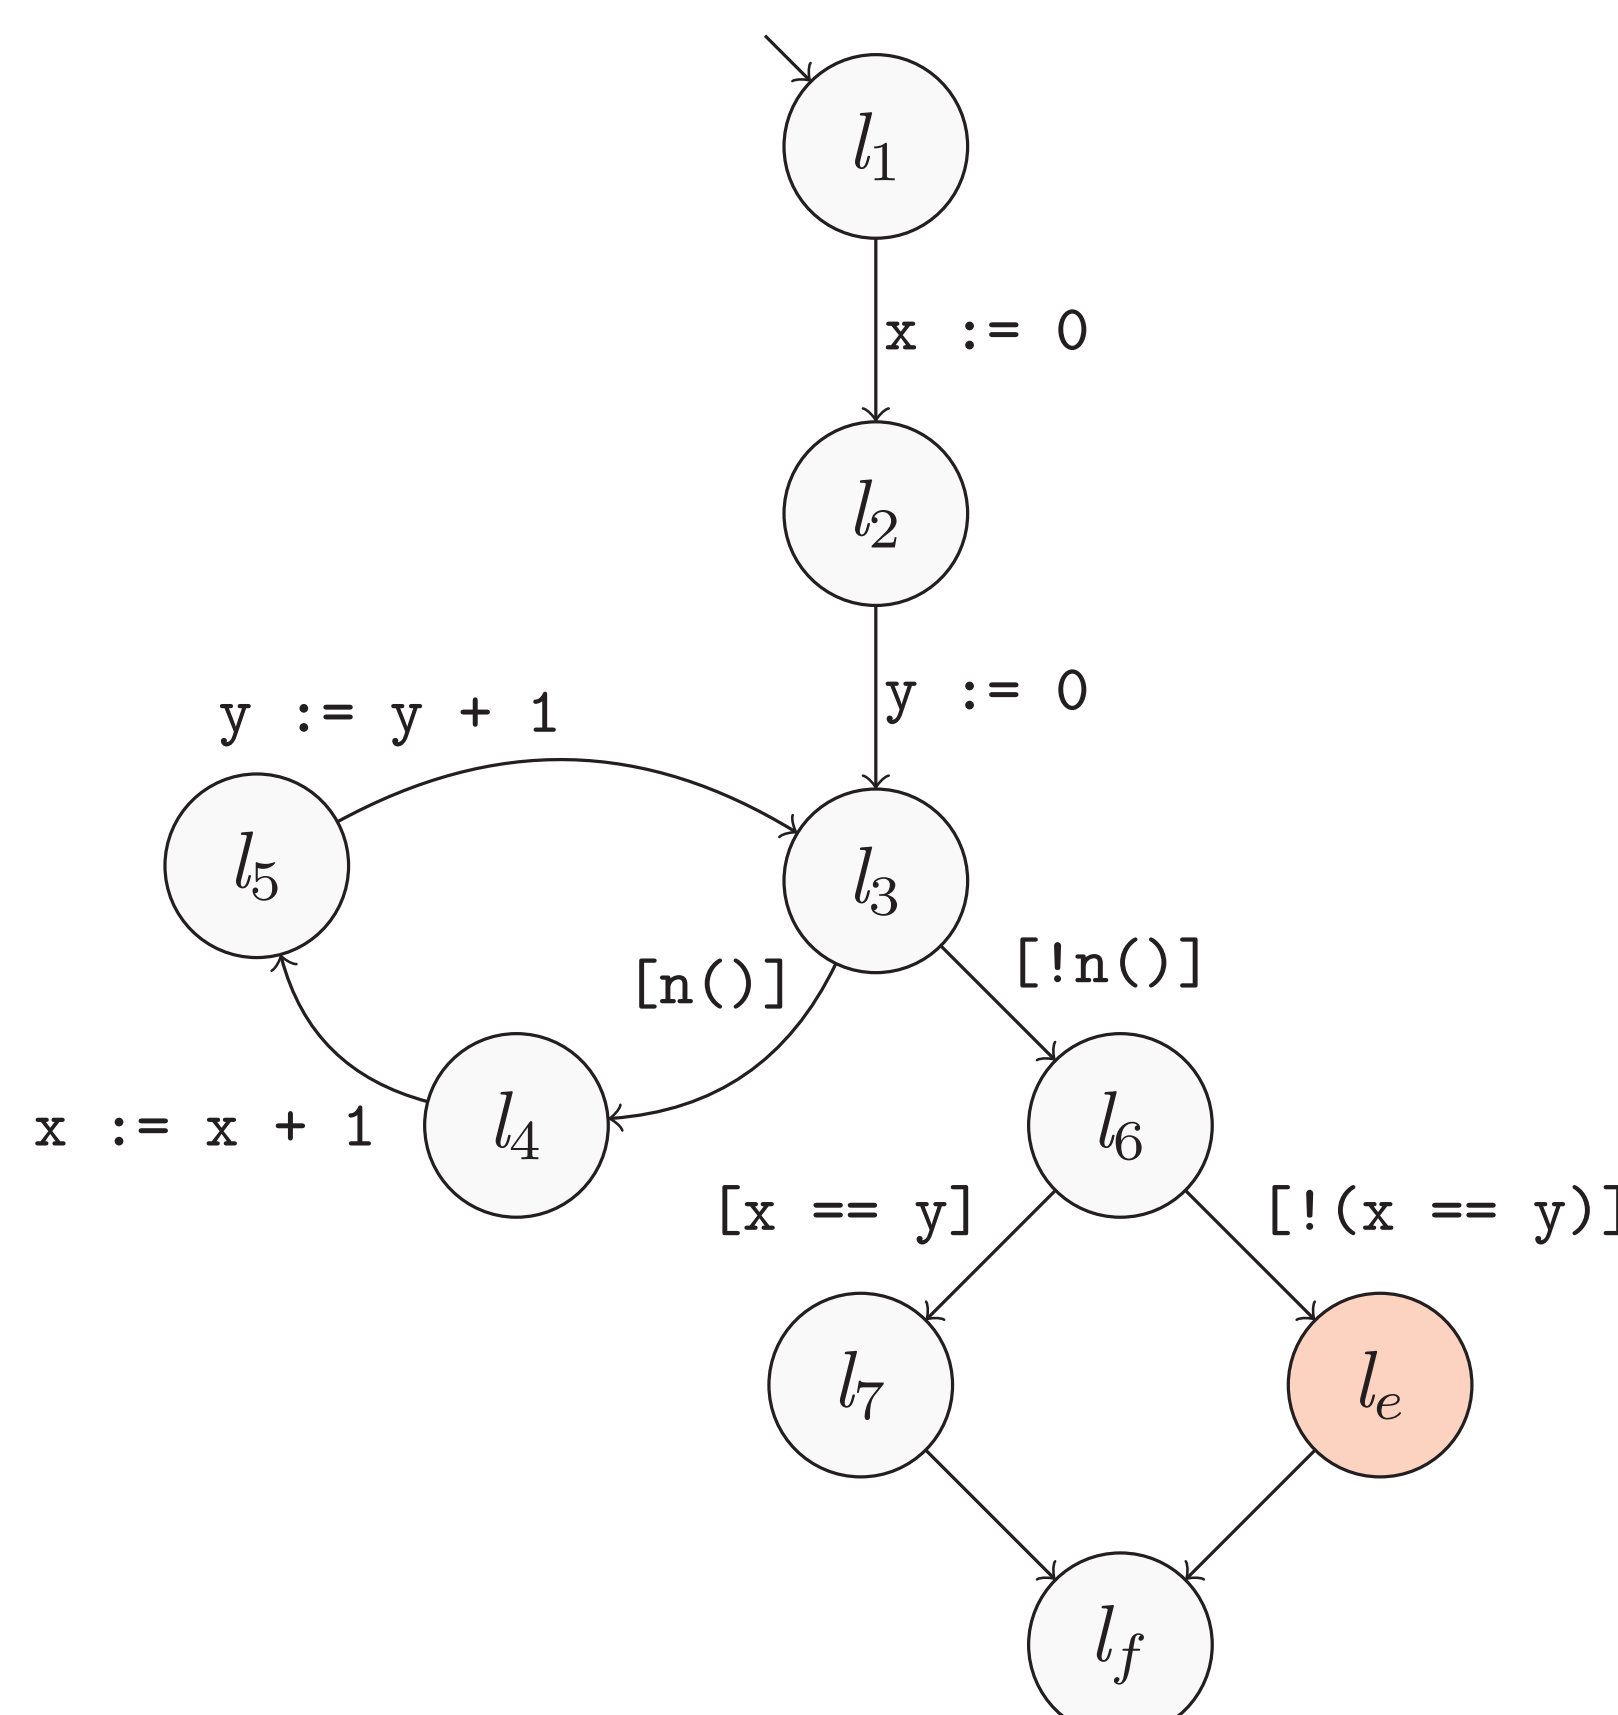 l1
x := 0
l2
y := 0
y := y + 1
l5
l3
[n()]
[!n()]
x := x + 1
l4
l6
[x == y]
[!(x == y)]
l7
le
lf